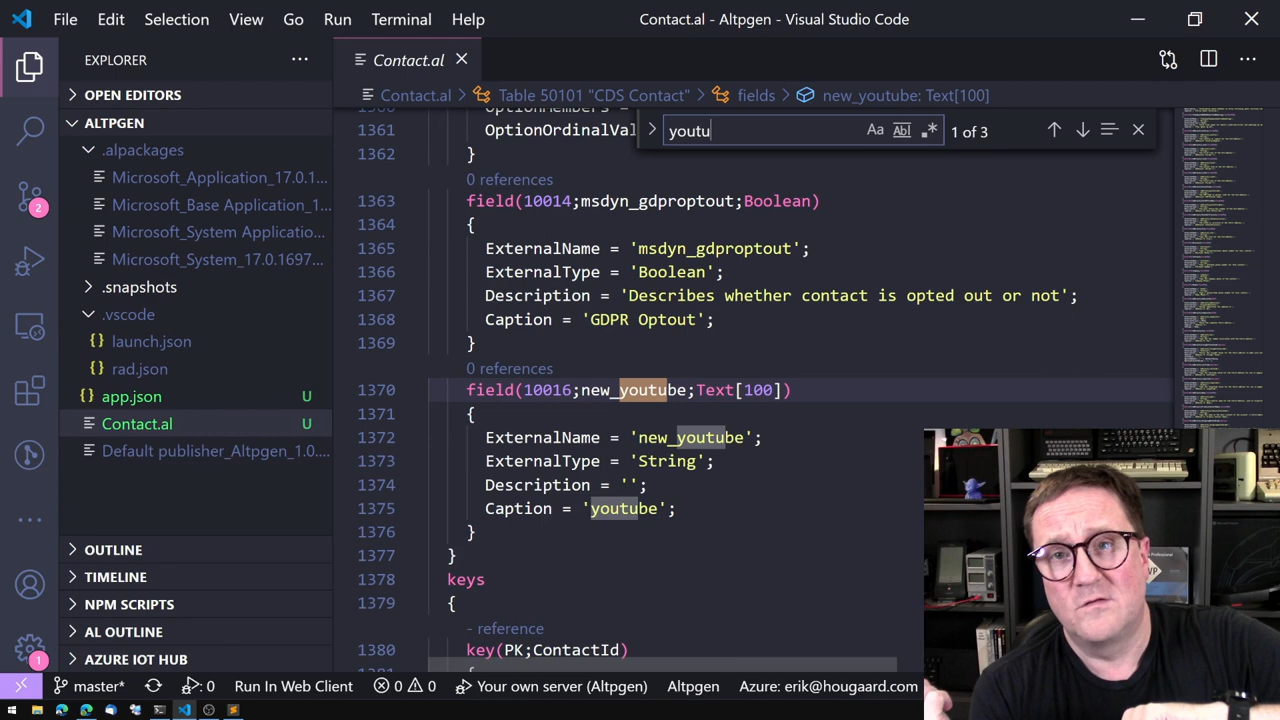 File Edit Selection View Go Run Terminal Help
Contact.al - Altpgen - Visual Studio Code
EXPLORER
OPEN EDITORS
ALTPGEN
.alpackages
Microsoft_Application_17.0.1...
Microsoft_Base Application_1...
Microsoft_System Applicatio...
Microsoft_System_17.0.1697...
.snapshots
.vscode
launch.json
rad.json
app.json U
Contact.al U
Default publisher_Altpgen_1.0....
OUTLINE
TIMELINE
NPM SCRIPTS
AL OUTLINE
AZURE IOT HUB
2
1
Contact.al
Contact.al > Table 50101 "CDS Contact" > fields > new_youtube: Text[100]
youtu
Aa Abl .* 1 of 3
1361 OptionOrdinalVal
1362 }
0 references
1363 field(10014;msdyn_gdproptout;Boolean)
1364 {
1365 ExternalName = 'msdyn_gdproptout';
1366 ExternalType = 'Boolean';
1367 Description = 'Describes whether contact is opted out or not';
1368 Caption = 'GDPR Optout';
1369 }
0 references
1370 field(10016;new_youtube;Text[100])
1371 {
1372 ExternalName = 'new_youtube';
1373 ExternalType = 'String';
1374 Description = '';
1375 Caption = 'youtube';
1376 }
1377 }
1378 keys
1379 {
- reference
1380 key(PK;ContactId)
master* 0 Run In Web Client 0 0 Your own server (Altpgen) Altpgen Azure: erik@hougaard.com